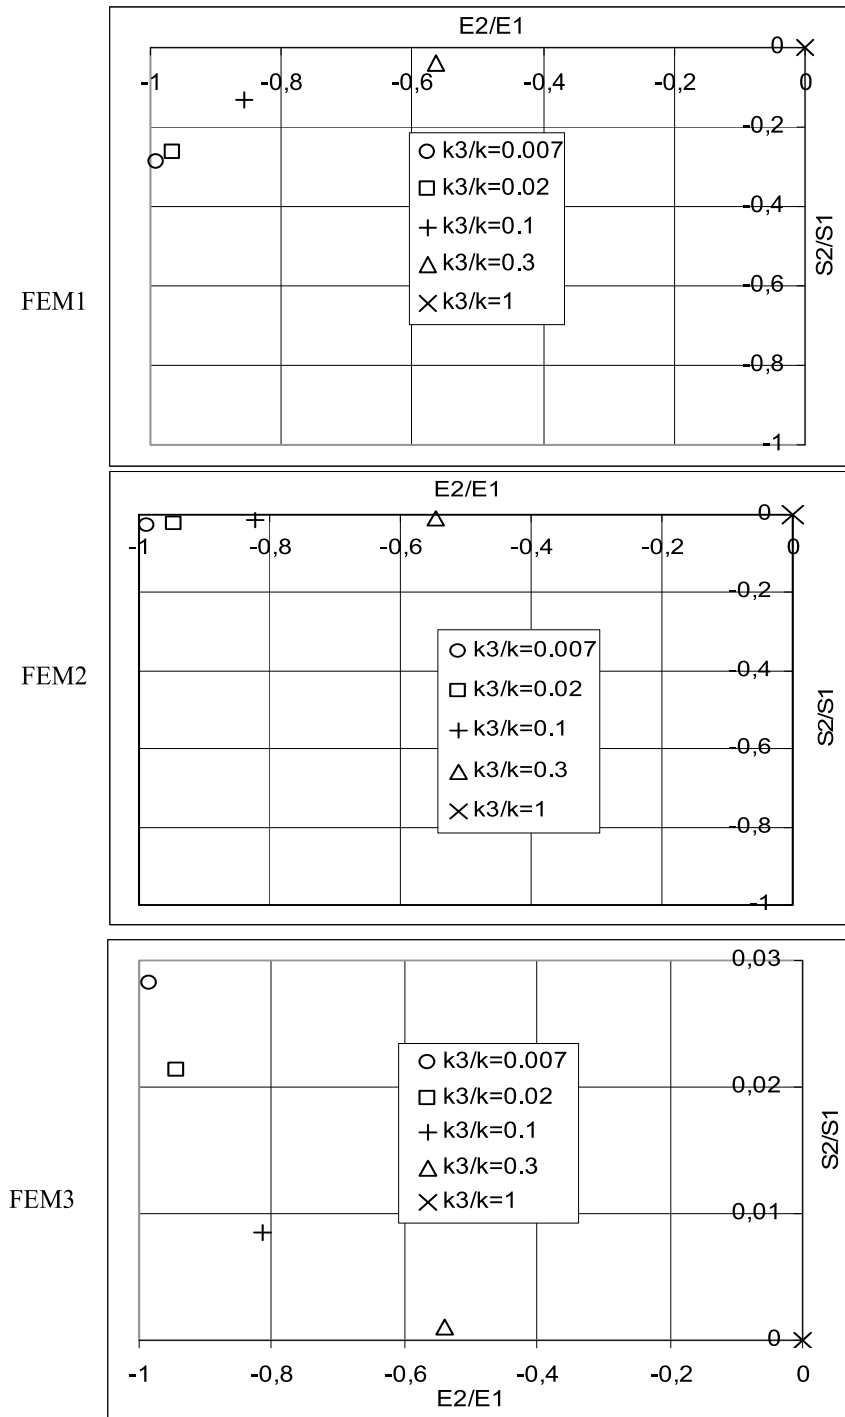 E2/E1
0
-1 -0,8 -0,6 -0,4 -0,2 0
-0,2
-0,4
-0,6
-0,8
-1
S2/S1
k3/k=0.007
k3/k=0.02
k3/k=0.1
k3/k=0.3
k3/k=1
FEM1
E2/E1
0
-1 -0,8 -0,6 -0,4 -0,2 0
-0,2
-0,4
-0,6
-0,8
-1
S2/S1
k3/k=0.007
k3/k=0.02
k3/k=0.1
k3/k=0.3
k3/k=1
FEM2
0,03
0,02
0,01
0
S2/S1
k3/k=0.007
k3/k=0.02
k3/k=0.1
k3/k=0.3
k3/k=1
FEM3
-1 -0,8 -0,6 -0,4 -0,2 0
E2/E1